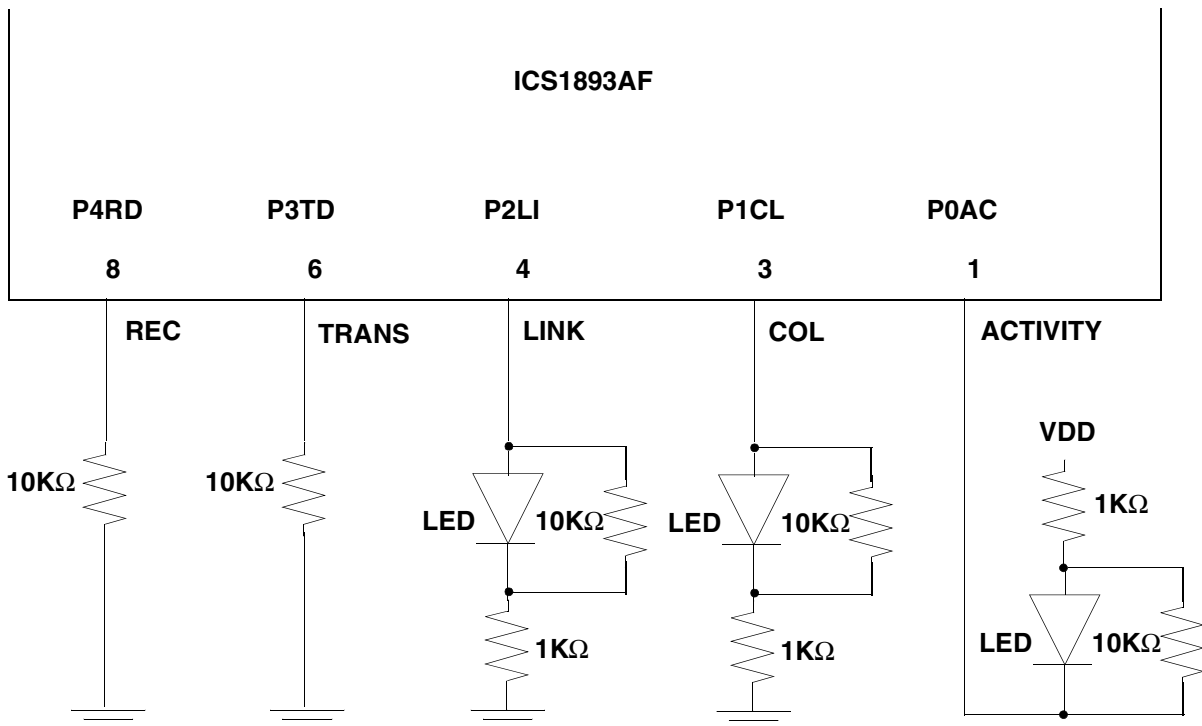 ICS1893AF
P4RD P3TD P2LI P1CL P0AC
8 6 4 3 1
REC TRANS LINK COL ACTIVITY
VDD
10KΩ 10KΩ
1KΩ
LED 10KΩ LED 10KΩ
1KΩ 1KΩ LED 10KΩ